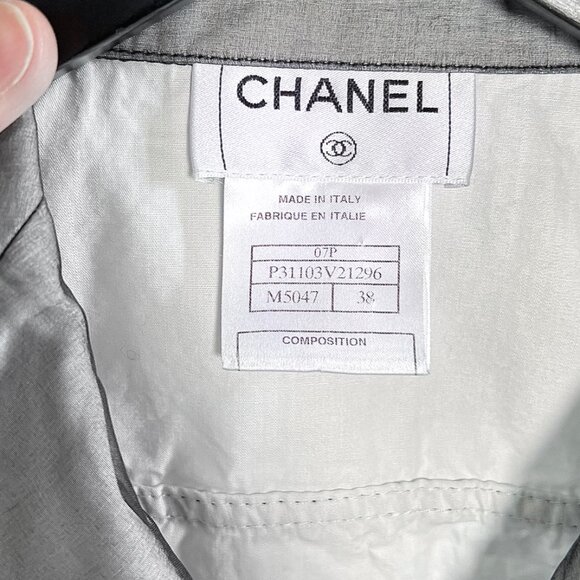 CHANEL
MADE IN ITALY
FABRIQUE EN ITALIE
07P
P31103V21296
M5047 38
COMPOSITION